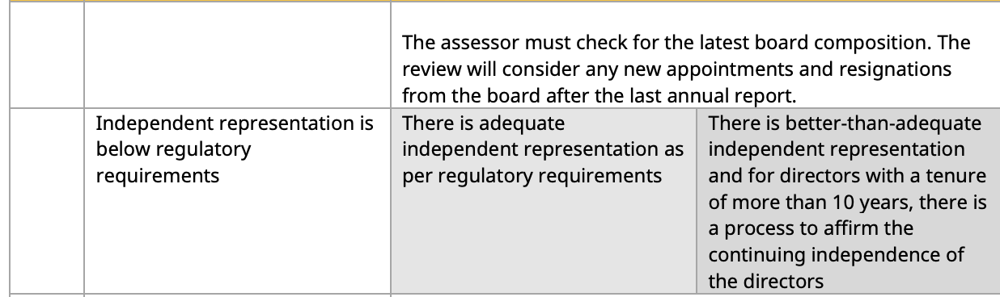 The assessor must check for the latest board composition. The
review will consider any new appointments and resignations
from the board after the last annual report.
Independent representation is
below regulatory
requirements
There is adequate
independent representation as
per regulatory requirements
There is better-than-adequate
independent representation
and for directors with a tenure
of more than 10 years, there is
a process to affirm the
continuing independence of
the directors